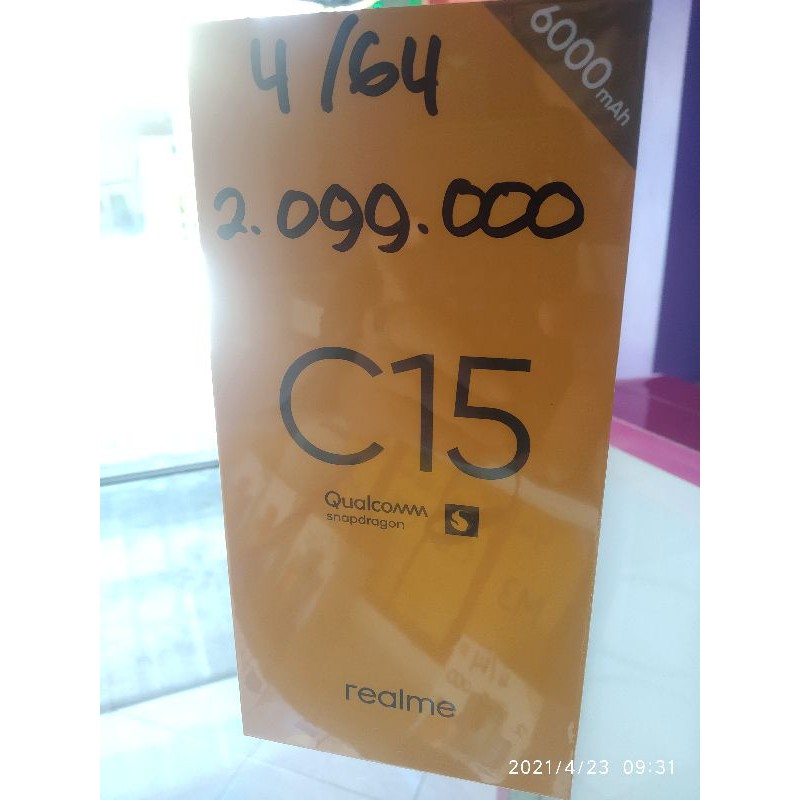 6000mAh
4/64
2.099.000
C15
Qualcomm
snapdragon
realme
2021/4/23 09:31